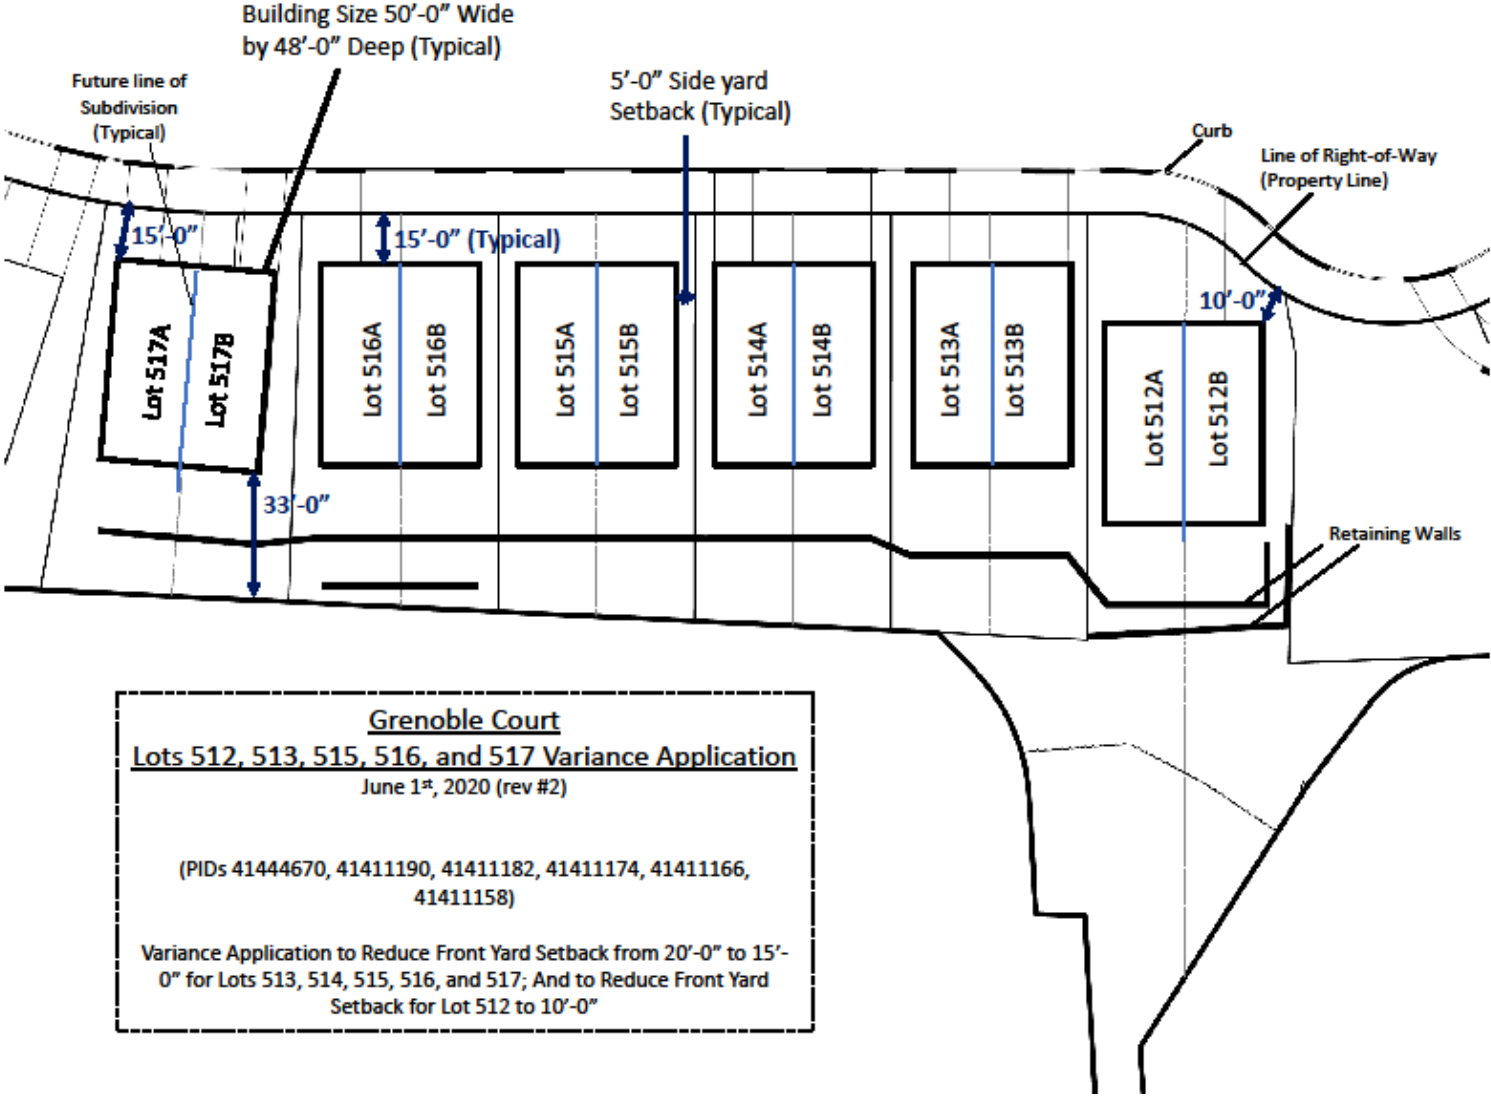 Building Size 50'-0" Wide
by 48'-0" Deep (Typical)
Future line of
Subdivision
(Typical)
5'-0" Side yard
Setback (Typical)
Curb
Line of Right-of-Way
(Property Line)
15'-0"
15'-0" (Typical)
10'-0"
Lot 517A
Lot 517B
Lot 516A
Lot 516B
Lot 515A
Lot 515B
Lot 514A
Lot 514B
Lot 513A
Lot 513B
Lot 512A
Lot 512B
33'-0"
Retaining Walls
Grenoble Court
Lots 512, 513, 515, 516, and 517 Variance Application
June 1st, 2020 (rev #2)
(PIDs 41444670, 41411190, 41411182, 41411174, 41411166,
41411158)
Variance Application to Reduce Front Yard Setback from 20'-0" to 15'-
0" for Lots 513, 514, 515, 516, and 517; And to Reduce Front Yard
Setback for Lot 512 to 10'-0"